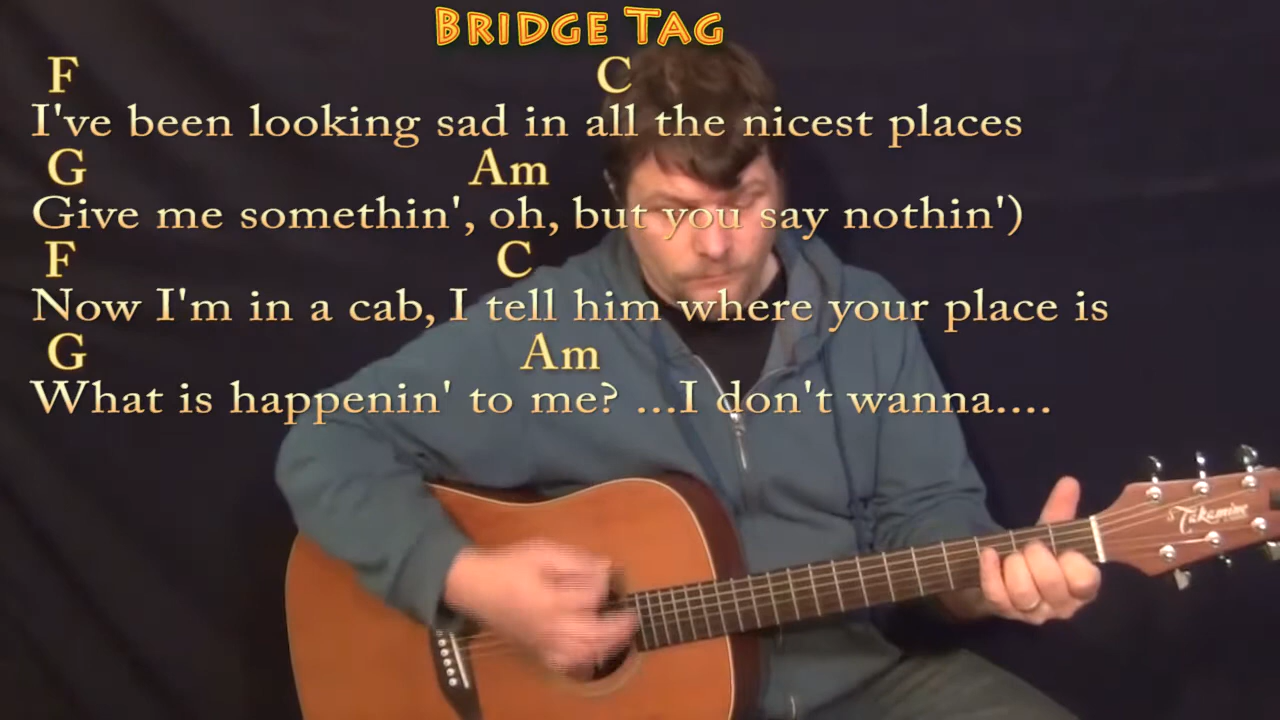 Bridge Tag
F C
I've been looking sad in all the nicest places
G Am
Give me somethin', oh, but you say nothin')
F C
Now I'm in a cab, I tell him where your place is
G Am
What is happenin' to me? ...I don't wanna....
Takamine